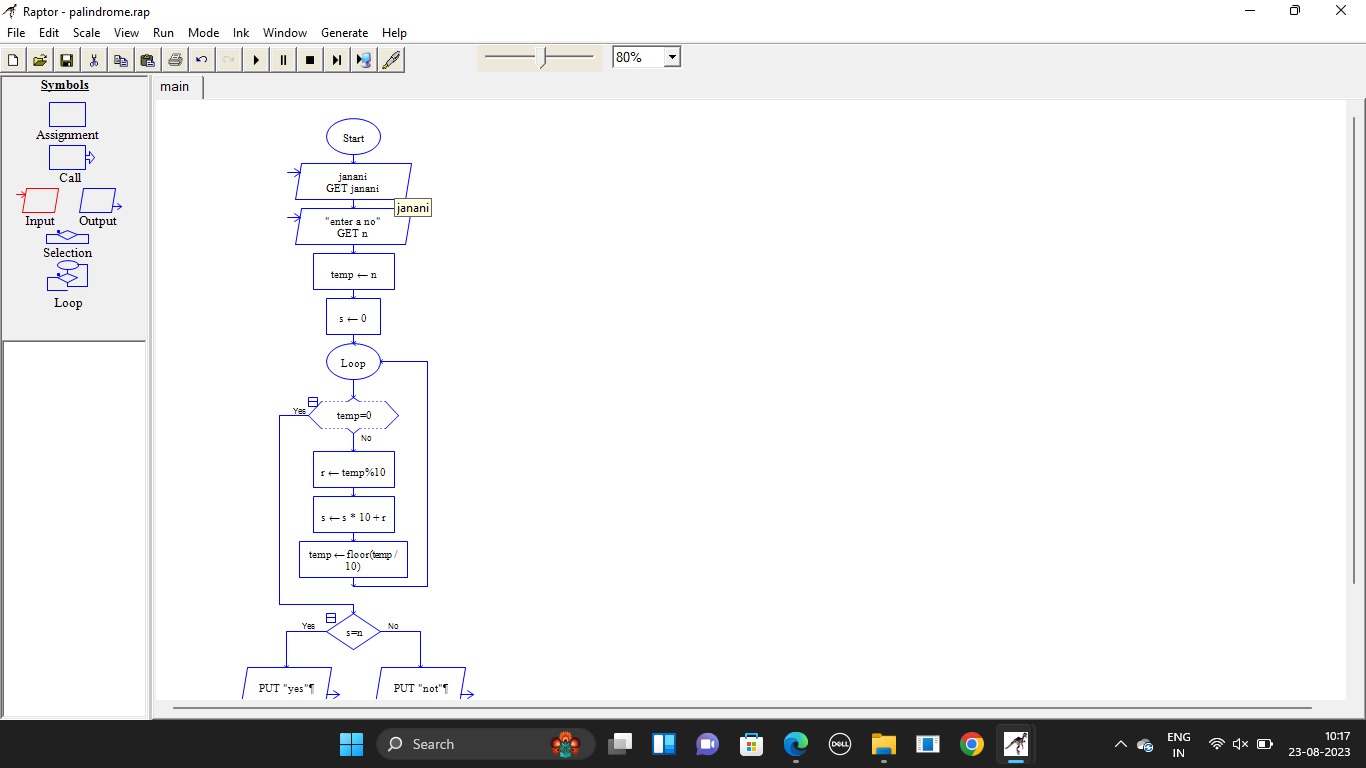 Raptor - palindrome.rap
File Edit Scale View Run Mode Ink Window Generate Help
80%
Symbols
main
Assignment
Call
Input Output
Selection
Loop
Start
janani
GET janani
janani
"enter a no"
GET n
temp ← n
s ← 0
Loop
Yes
temp=0
No
r ← temp%10
s ← s * 10 + r
temp ← floor(temp /
10)
Yes
s=n
No
PUT "yes"¶
PUT "not"¶
Search
DELL
ENG
IN
10:17
23-08-2023